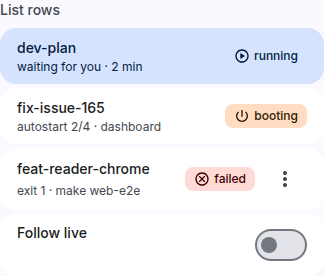 List rows
dev-plan
waiting for you · 2 min
running
fix-issue-165
autostart 2/4 · dashboard
booting
feat-reader-chrome
exit 1 · make web-e2e
failed
Follow live